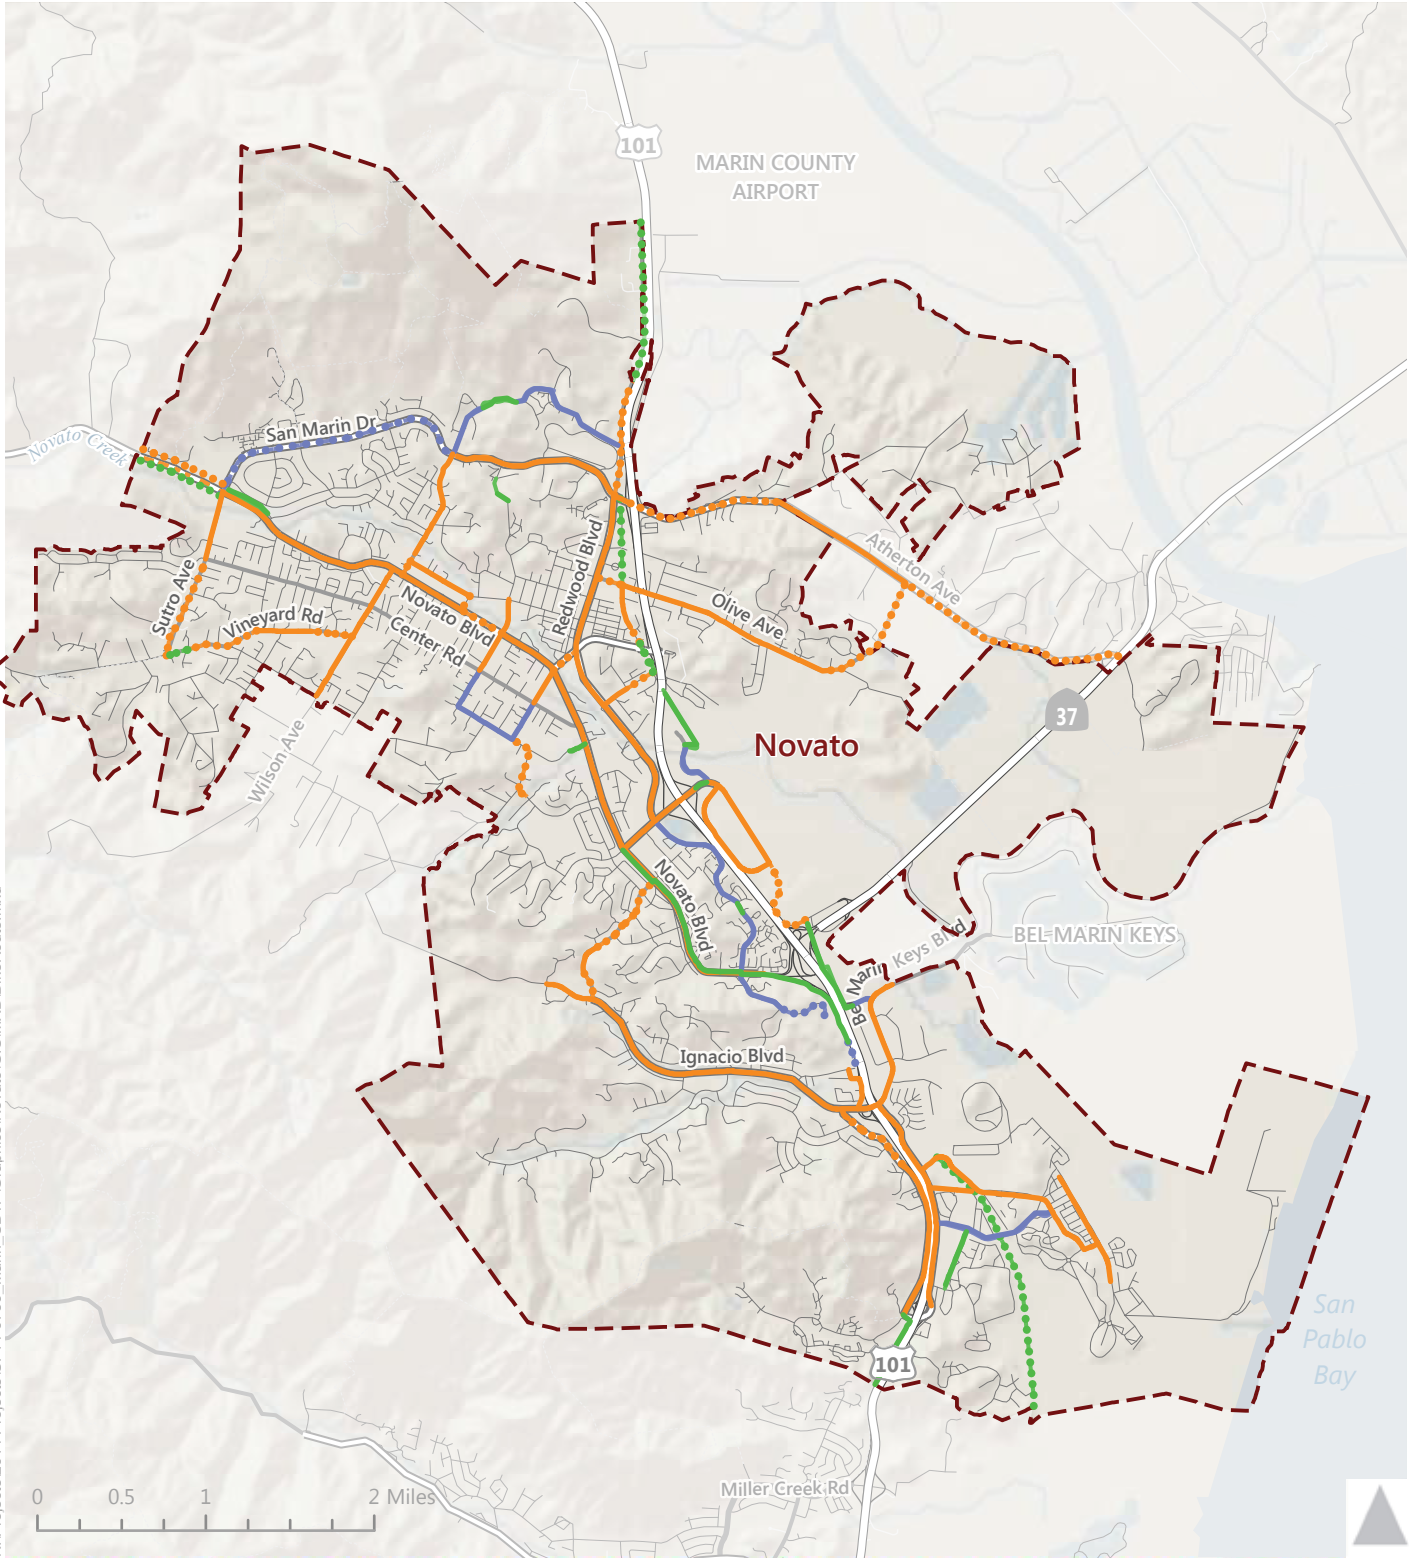 101
MARIN COUNTY
AIRPORT
San Marin Dr
Novato Creek
Redwood Blvd
Atherton Ave
Sutro Ave
Vineyard Rd
Novato Blvd
Olive Ave
Center Rd
37
Novato
Wilson Ave
Novato Blvd
BEL MARIN KEYS
Bel Marin Keys Blvd
Ignacio Blvd
San
Pablo
Bay
101
Miller Creek Rd
0 0.5 1 2 Miles